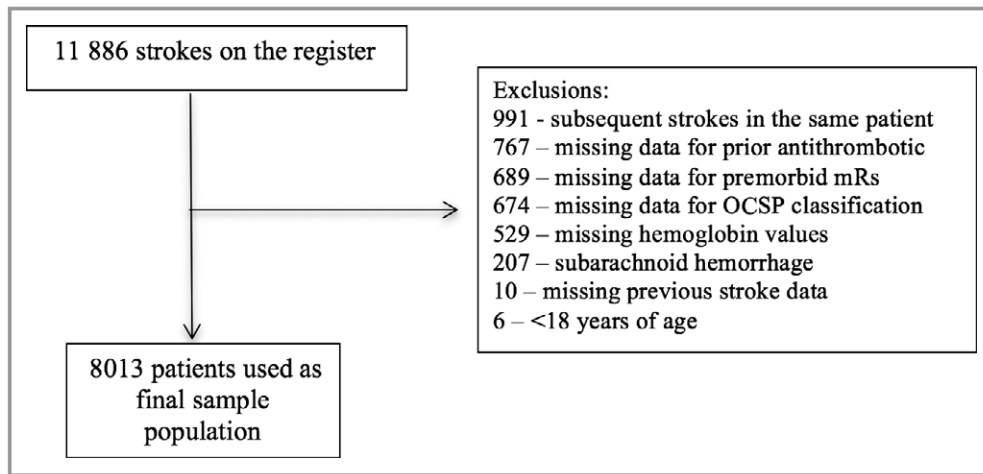 11 886 strokes on the register
Exclusions:
991 - subsequent strokes in the same patient
767 – missing data for prior antithrombotic
689 – missing data for premorbid mRs
674 – missing data for OCSP classification
529 – missing hemoglobin values
207 – subarachnoid hemorrhage
10 – missing previous stroke data
6 – <18 years of age
8013 patients used as
final sample
population